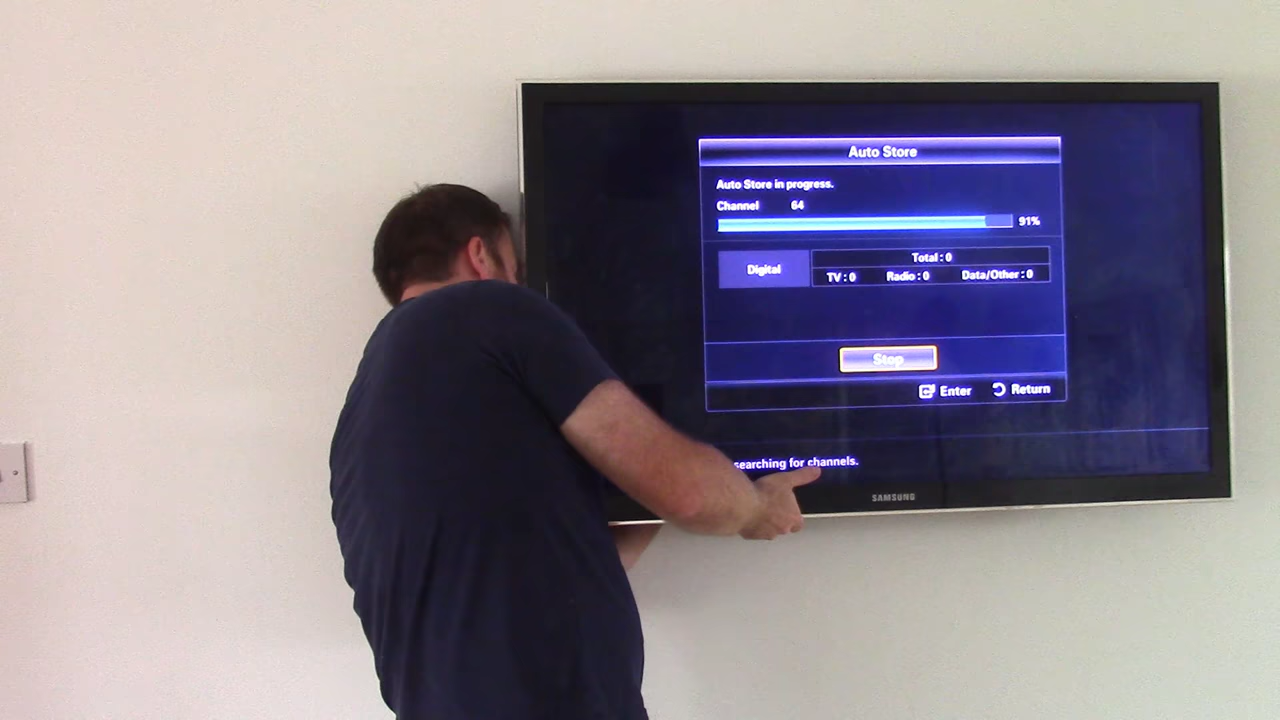 Auto Store
Auto Store in progress.
Channel 64
91%
Digital
Total : 0
TV : 0 Radio : 0 Data/Other : 0
Stop
Enter Return
searching for channels.
SAMSUNG